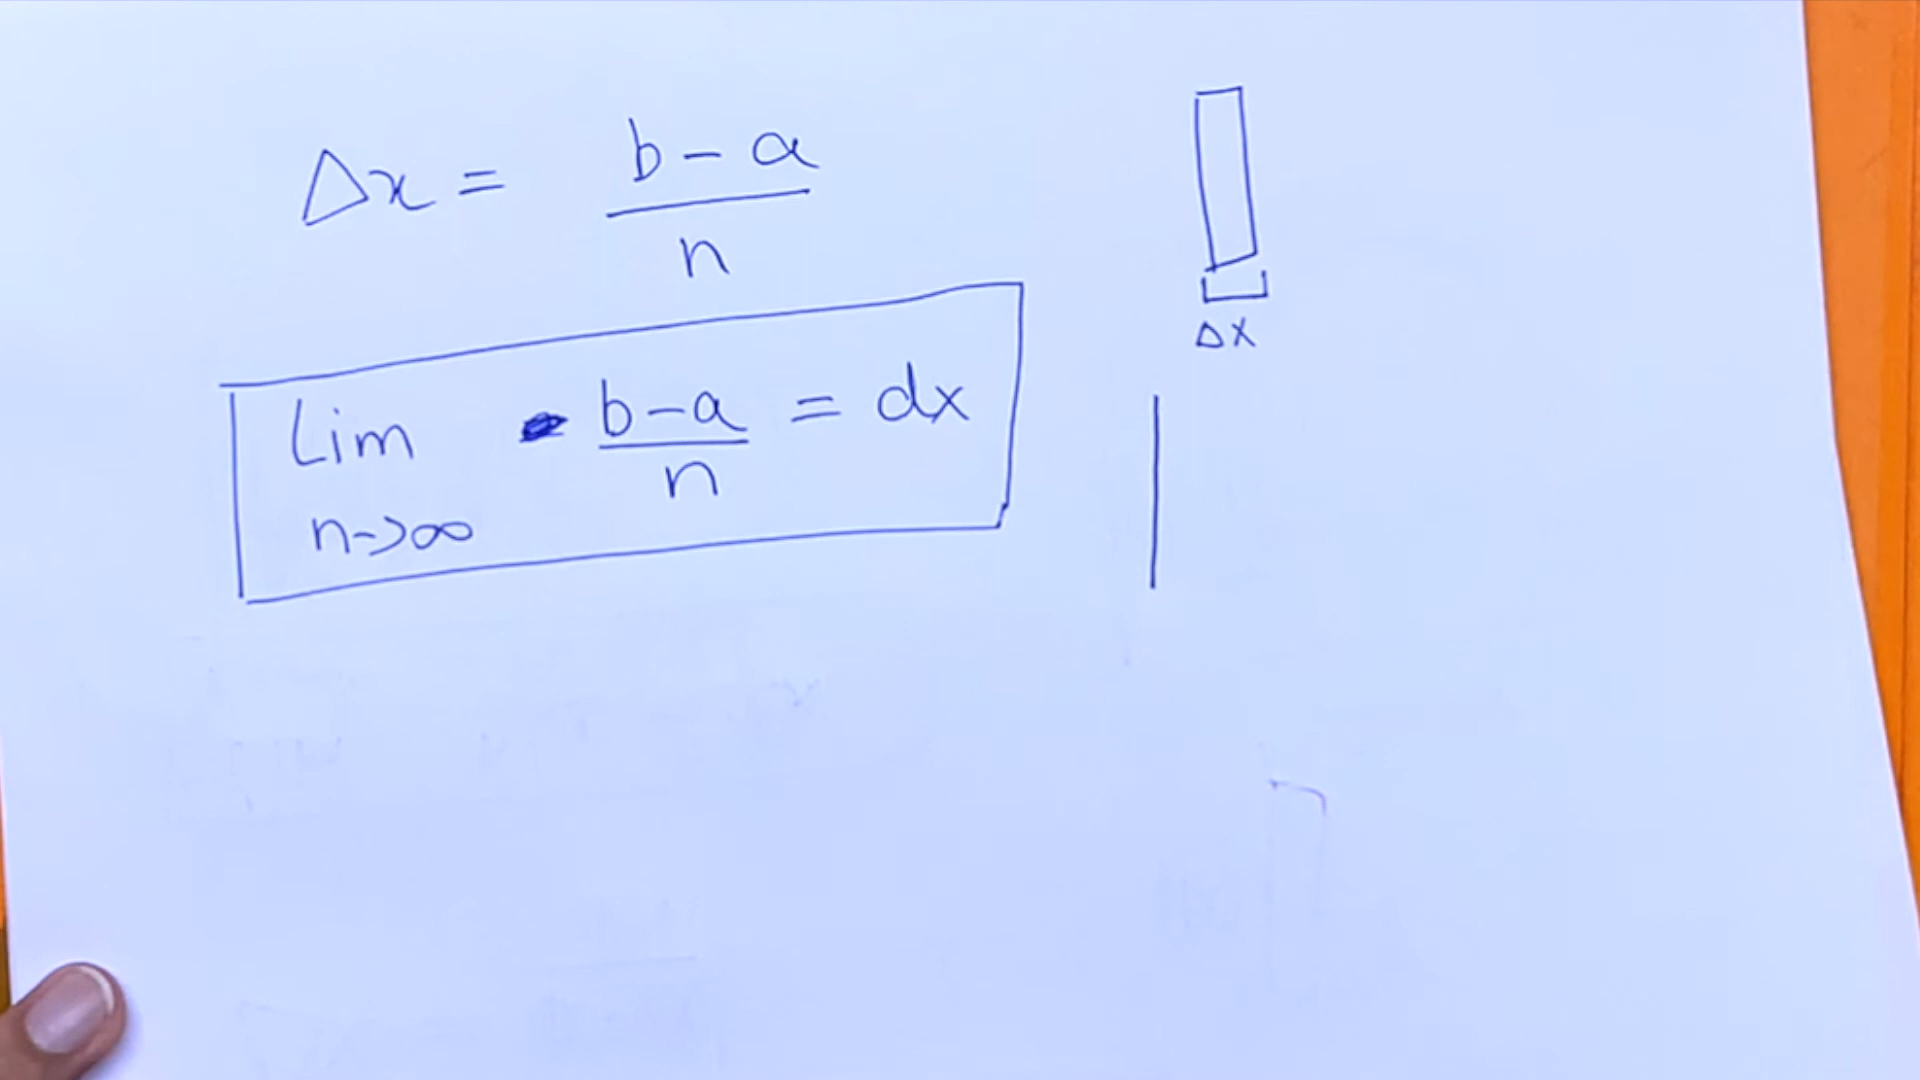 Δx = b - a / n
Δx
Lim n->∞ b-a / n = dx